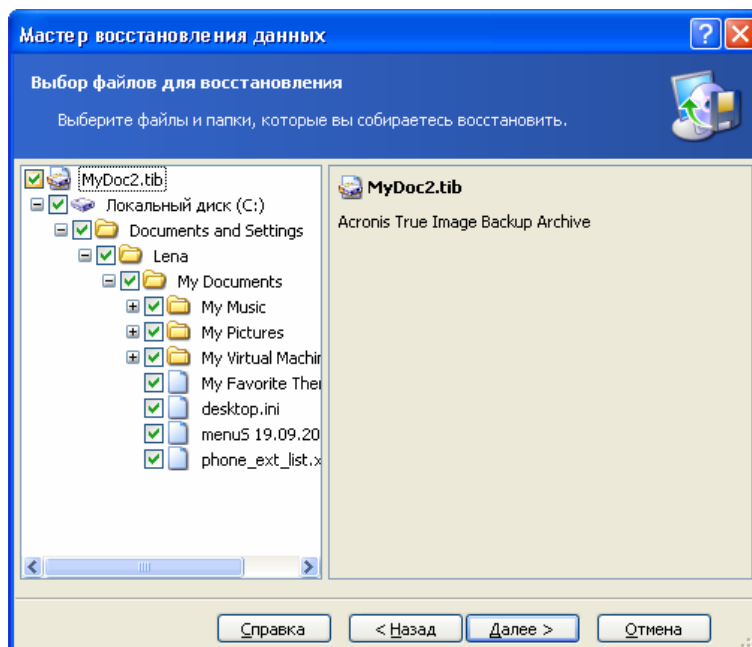 Мастер восстановления данных
Выбор файлов для восстановления
Выберите файлы и папки, которые вы собираетесь восстановить.
MyDoc2.tib
Локальный диск (C:)
Documents and Settings
Lena
My Documents
My Music
My Pictures
My Virtual Machin
My Favorite The
desktop.ini
menuS 19.09.20
phone_ext_list.x
MyDoc2.tib
Acronis True Image Backup Archive
Справка
< Назад
Далее >
Отмена